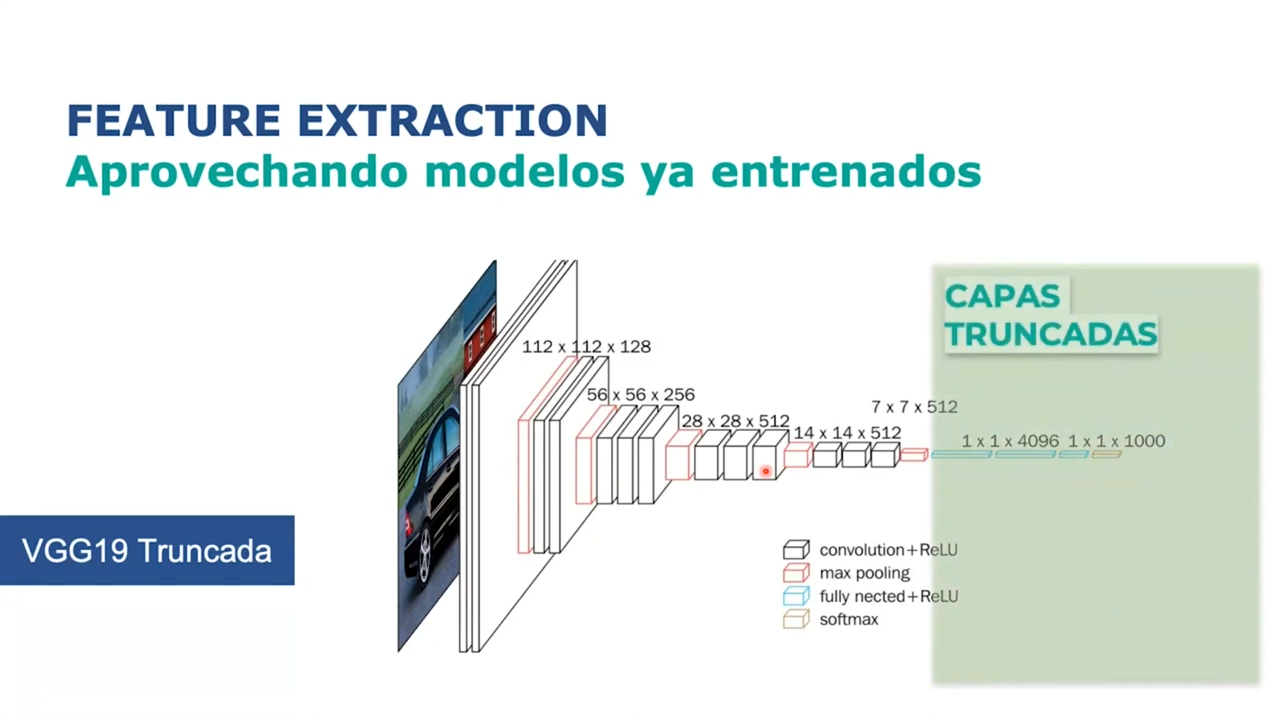 FEATURE EXTRACTION
Aprovechando modelos ya entrenados
CAPAS
TRUNCADAS
112 x 112 x 128
56 x 56 x 256
28 x 28 x 512
14 x 14 x 512
7 x 7 x 512
1 x 1 x 4096
1 x 1 x 1000
VGG19 Truncada
convolution+ReLU
max pooling
fully nected+ReLU
softmax